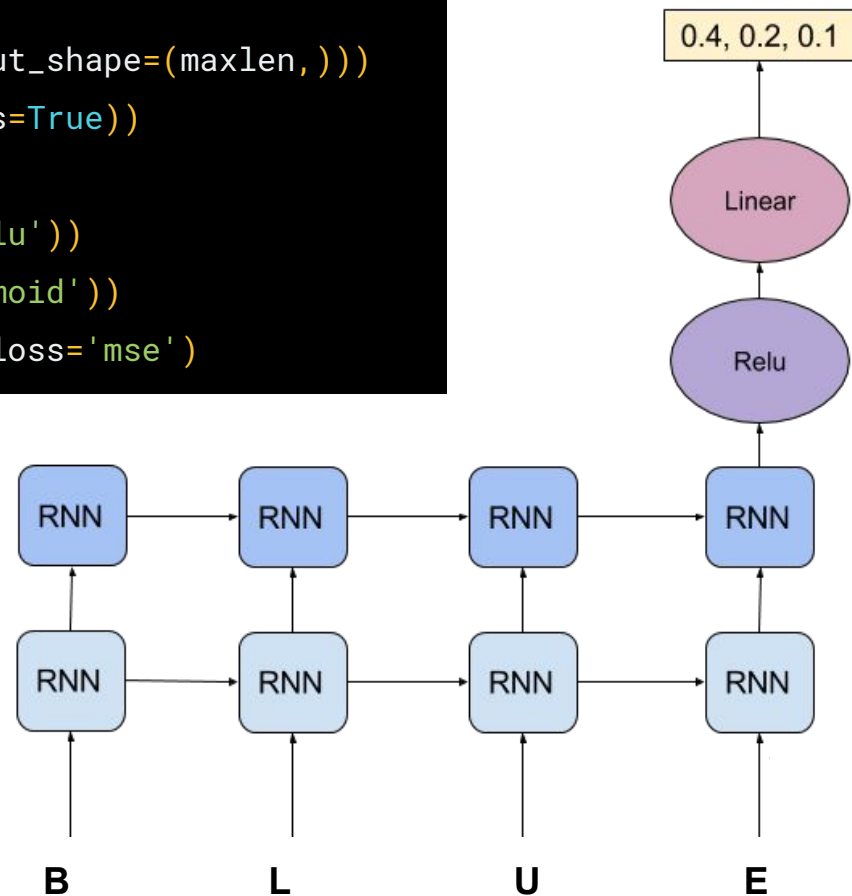 ut_shape=(maxlen,)))
s=True))
lu'))
moid'))
loss='mse')
0.4, 0.2, 0.1
Linear
Relu
RNN RNN RNN RNN
RNN RNN RNN RNN
B L U E